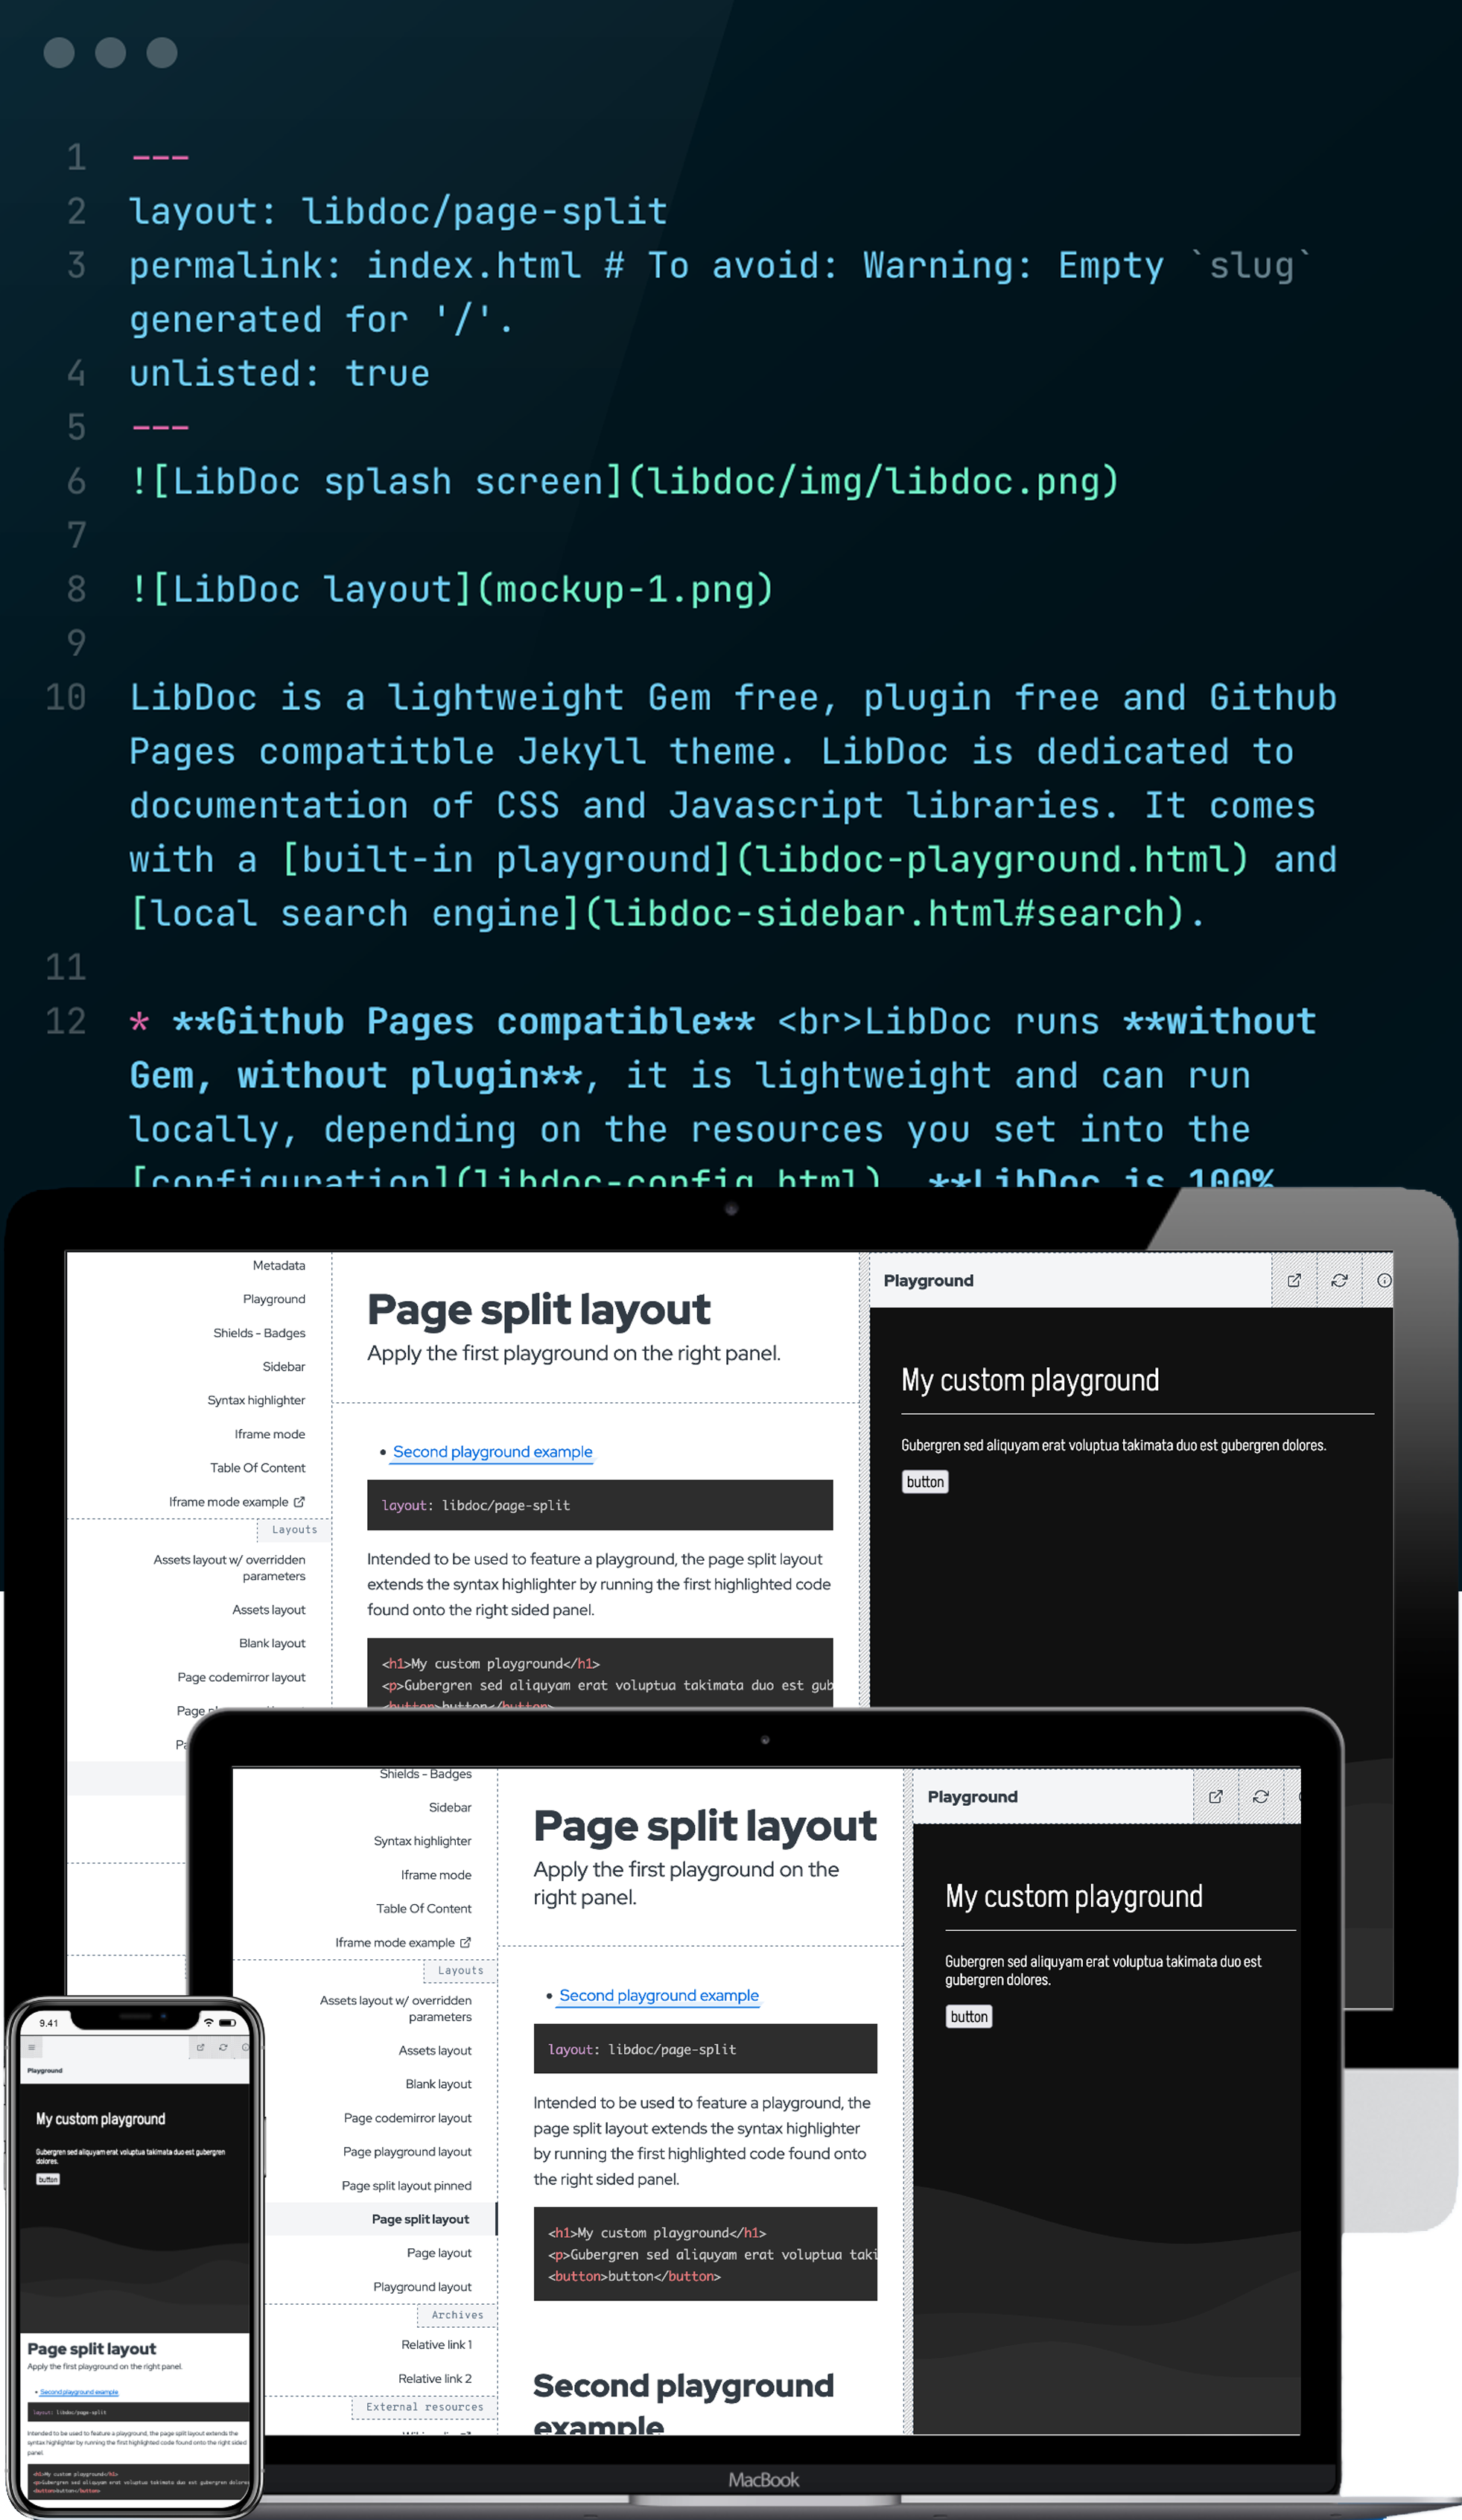 1 ---
2 layout: libdoc/page-split
3 permalink: index.html # To avoid: Warning: Empty `slug`
generated for '/'.
4 unlisted: true
5 ---
6 ![LibDoc splash screen](libdoc/img/libdoc.png)
7
8 ![LibDoc layout](mockup-1.png)
9
10 LibDoc is a lightweight Gem free, plugin free and Github
Pages compatitble Jekyll theme. LibDoc is dedicated to
documentation of CSS and Javascript libraries. It comes
with a [built-in playground](libdoc-playground.html) and
[local search engine](libdoc-sidebar.html#search).
11
12 * **Github Pages compatible** <br>LibDoc runs **without
Gem, without plugin**, it is lightweight and can run
locally, depending on the resources you set into the
[configuration](libdoc-config.html). **LibDoc is 100%
Metadata
Playground
Shields - Badges
Sidebar
Syntax highlighter
Iframe mode
Table Of Content
Iframe mode example
Layouts
Assets layout w/ overridden
parameters
Assets layout
Blank layout
Page codemirror layout
Page split layout
Apply the first playground on the right panel.
• Second playground example
layout: libdoc/page-split
Intended to be used to feature a playground, the page split layout
extends the syntax highlighter by running the first highlighted code
found onto the right sided panel.
<h1>My custom playground</h1>
<p>Gubergren sed aliquyam erat voluptua takimata duo est gub
<button>button</button>
Playground
My custom playground
Gubergren sed aliquyam erat voluptua takimata duo est gubergren dolores.
button
Shields - Badges
Sidebar
Syntax highlighter
Iframe mode
Table Of Content
Iframe mode example
Layouts
Assets layout w/ overridden
parameters
Assets layout
Blank layout
Page codemirror layout
Page playground layout
Page split layout pinned
Page split layout
Page layout
Playground layout
Archives
Relative link 1
Relative link 2
External resources
Page split layout
Apply the first playground on the
right panel.
• Second playground example
layout: libdoc/page-split
Intended to be used to feature a playground, the
page split layout extends the syntax highlighter
by running the first highlighted code found onto
the right sided panel.
<h1>My custom playground</h1>
<p>Gubergren sed aliquyam erat voluptua taki
<button>button</button>
Second playground
example
Playground
My custom playground
Gubergren sed aliquyam erat voluptua takimata duo est
gubergren dolores.
button
MacBook
9.41
Playground
My custom playground
Gubergren sed aliquyam erat voluptua takimata duo est gubergren
dolores.
button
Page split layout
Apply the first playground on the right panel.
• Second playground example
layout: libdoc/page-split
Intended to be used to feature a playground, the page split layout extends the
syntax highlighter by running the first highlighted code found onto the right sided
panel.
<h1>My custom playground</h1>
<p>Gubergren sed aliquyam erat voluptua takimata duo est gubergren dolores
<button>button</button>